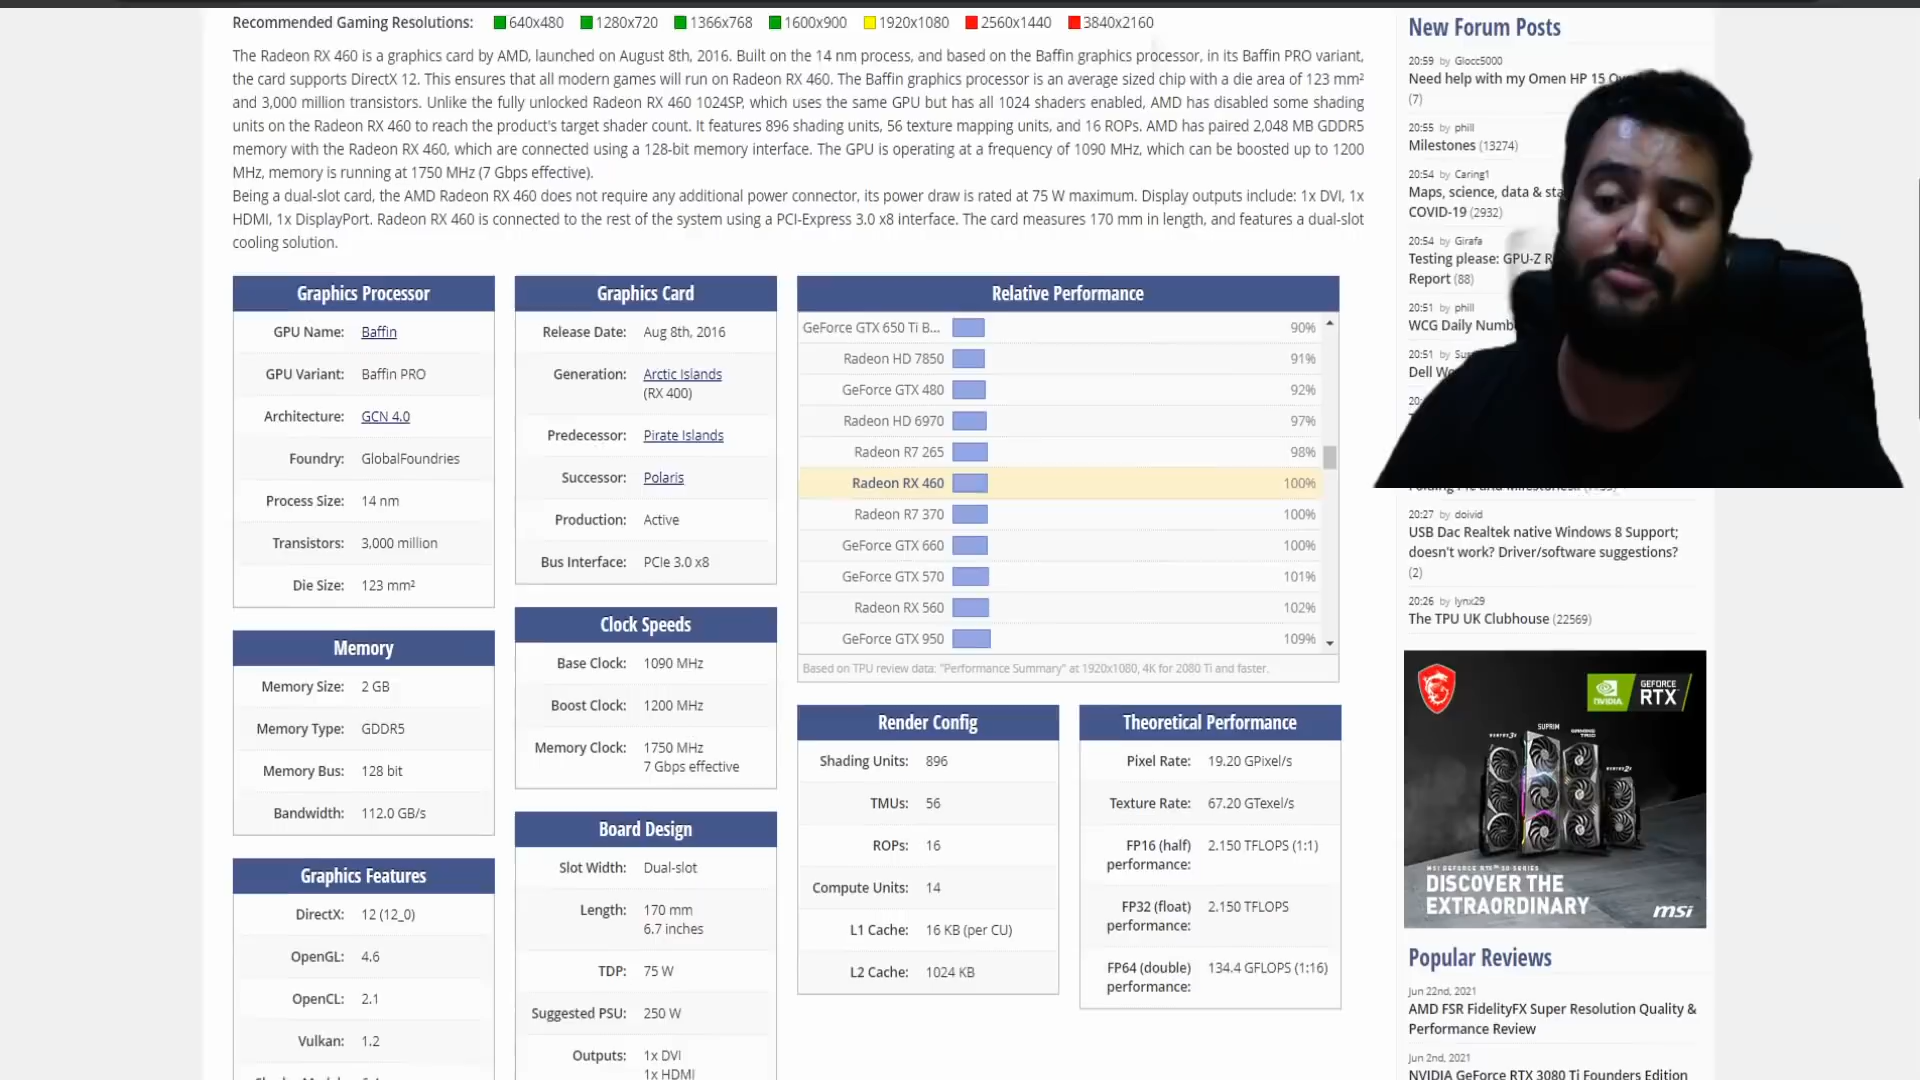 Recommended Gaming Resolutions: 640x480 1280x720 1366x768 1600x900 1920x1080 2560x1440 3840x2160
The Radeon RX 460 is a graphics card by AMD, launched on August 8th, 2016. Built on the 14 nm process, and based on the Baffin graphics processor, in its Baffin PRO variant,
the card supports DirectX 12. This ensures that all modern games will run on Radeon RX 460. The Baffin graphics processor is an average sized chip with a die area of 123 mm²
and 3,000 million transistors. Unlike the fully unlocked Radeon RX 460 1024SP, which uses the same GPU but has all 1024 shaders enabled, AMD has disabled some shading
units on the Radeon RX 460 to reach the product's target shader count. It features 896 shading units, 56 texture mapping units, and 16 ROPs. AMD has paired 2,048 MB GDDR5
memory with the Radeon RX 460, which are connected using a 128-bit memory interface. The GPU is operating at a frequency of 1090 MHz, which can be boosted up to 1200
MHz, memory is running at 1750 MHz (7 Gbps effective).
Being a dual-slot card, the AMD Radeon RX 460 does not require any additional power connector, its power draw is rated at 75 W maximum. Display outputs include: 1x DVI, 1x
HDMI, 1x DisplayPort. Radeon RX 460 is connected to the rest of the system using a PCI-Express 3.0 x8 interface. The card measures 170 mm in length, and features a dual-slot
cooling solution.
Graphics Processor
GPU Name: Baffin
GPU Variant: Baffin PRO
Architecture: GCN 4.0
Foundry: GlobalFoundries
Process Size: 14 nm
Transistors: 3,000 million
Die Size: 123 mm²
Memory
Memory Size: 2 GB
Memory Type: GDDR5
Memory Bus: 128 bit
Bandwidth: 112.0 GB/s
Graphics Features
DirectX: 12 (12_0)
OpenGL: 4.6
OpenCL: 2.1
Vulkan: 1.2
Graphics Card
Release Date: Aug 8th, 2016
Generation: Arctic Islands
(RX 400)
Predecessor: Pirate Islands
Successor: Polaris
Production: Active
Bus Interface: PCIe 3.0 x8
Clock Speeds
Base Clock: 1090 MHz
Boost Clock: 1200 MHz
Memory Clock: 1750 MHz
7 Gbps effective
Board Design
Slot Width: Dual-slot
Length: 170 mm
6.7 inches
TDP: 75 W
Suggested PSU: 250 W
Outputs: 1x DVI
1x HDMI
Relative Performance
GeForce GTX 650 Ti B... 90%
Radeon HD 7850 91%
GeForce GTX 480 92%
Radeon HD 6970 97%
Radeon R7 265 98%
Radeon RX 460 100%
Radeon R7 370 100%
GeForce GTX 660 100%
GeForce GTX 570 101%
Radeon RX 560 102%
GeForce GTX 950 109%
Based on TPU review data: "Performance Summary" at 1920x1080, 4K for 2080 Ti and faster.
Render Config
Shading Units: 896
TMUs: 56
ROPs: 16
Compute Units: 14
L1 Cache: 16 KB (per CU)
L2 Cache: 1024 KB
Theoretical Performance
Pixel Rate: 19.20 GPixel/s
Texture Rate: 67.20 GTexel/s
FP16 (half) 2.150 TFLOPS (1:1)
performance:
FP32 (float) 2.150 TFLOPS
performance:
FP64 (double) 134.4 GFLOPS (1:16)
performance:
New Forum Posts
20:59 by Glocc5000
Need help with my Omen HP 15
(7)
20:55 by phill
Milestones (13274)
20:54 by Caring1
Maps, science, data &
COVID-19 (2932)
20:54 by Girafa
Testing please: GPU-Z
Report (88)
20:51 by phill
WCG Daily
20:51 by
Dell
20:27 by doivid
USB Dac Realtek native Windows 8 Support;
doesn't work? Driver/software suggestions?
(2)
20:26 by lynx29
The TPU UK Clubhouse (22569)
NVIDIA GEFORCE RTX
SUPRIM
MSI GEFORCE RTX 30 SERIES
DISCOVER THE
EXTRAORDINARY
msi
Popular Reviews
Jun 22nd, 2021
AMD FSR FidelityFX Super Resolution Quality &
Performance Review
Jun 2nd, 2021
NVIDIA GeForce RTX 3080 Ti Founders Edition